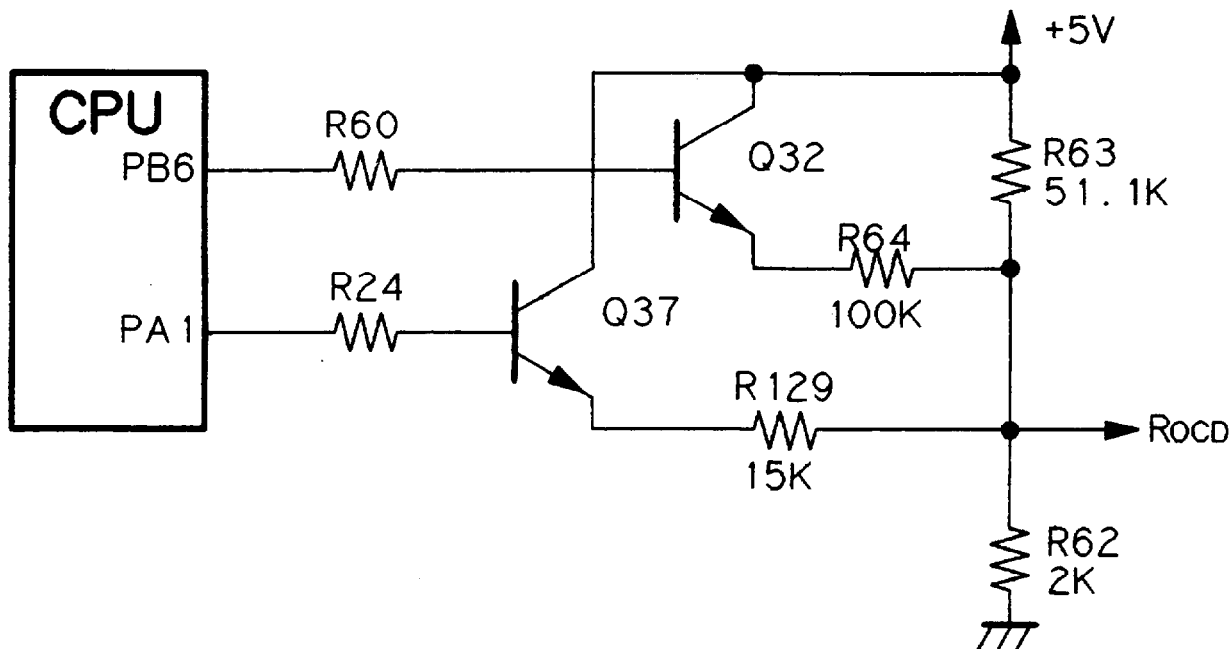 +5V
CPU
R60
PB6
Q32
R63
51.1K
R64
R24
Q37
100K
PA1
R129
ROCD
15K
R62
2K